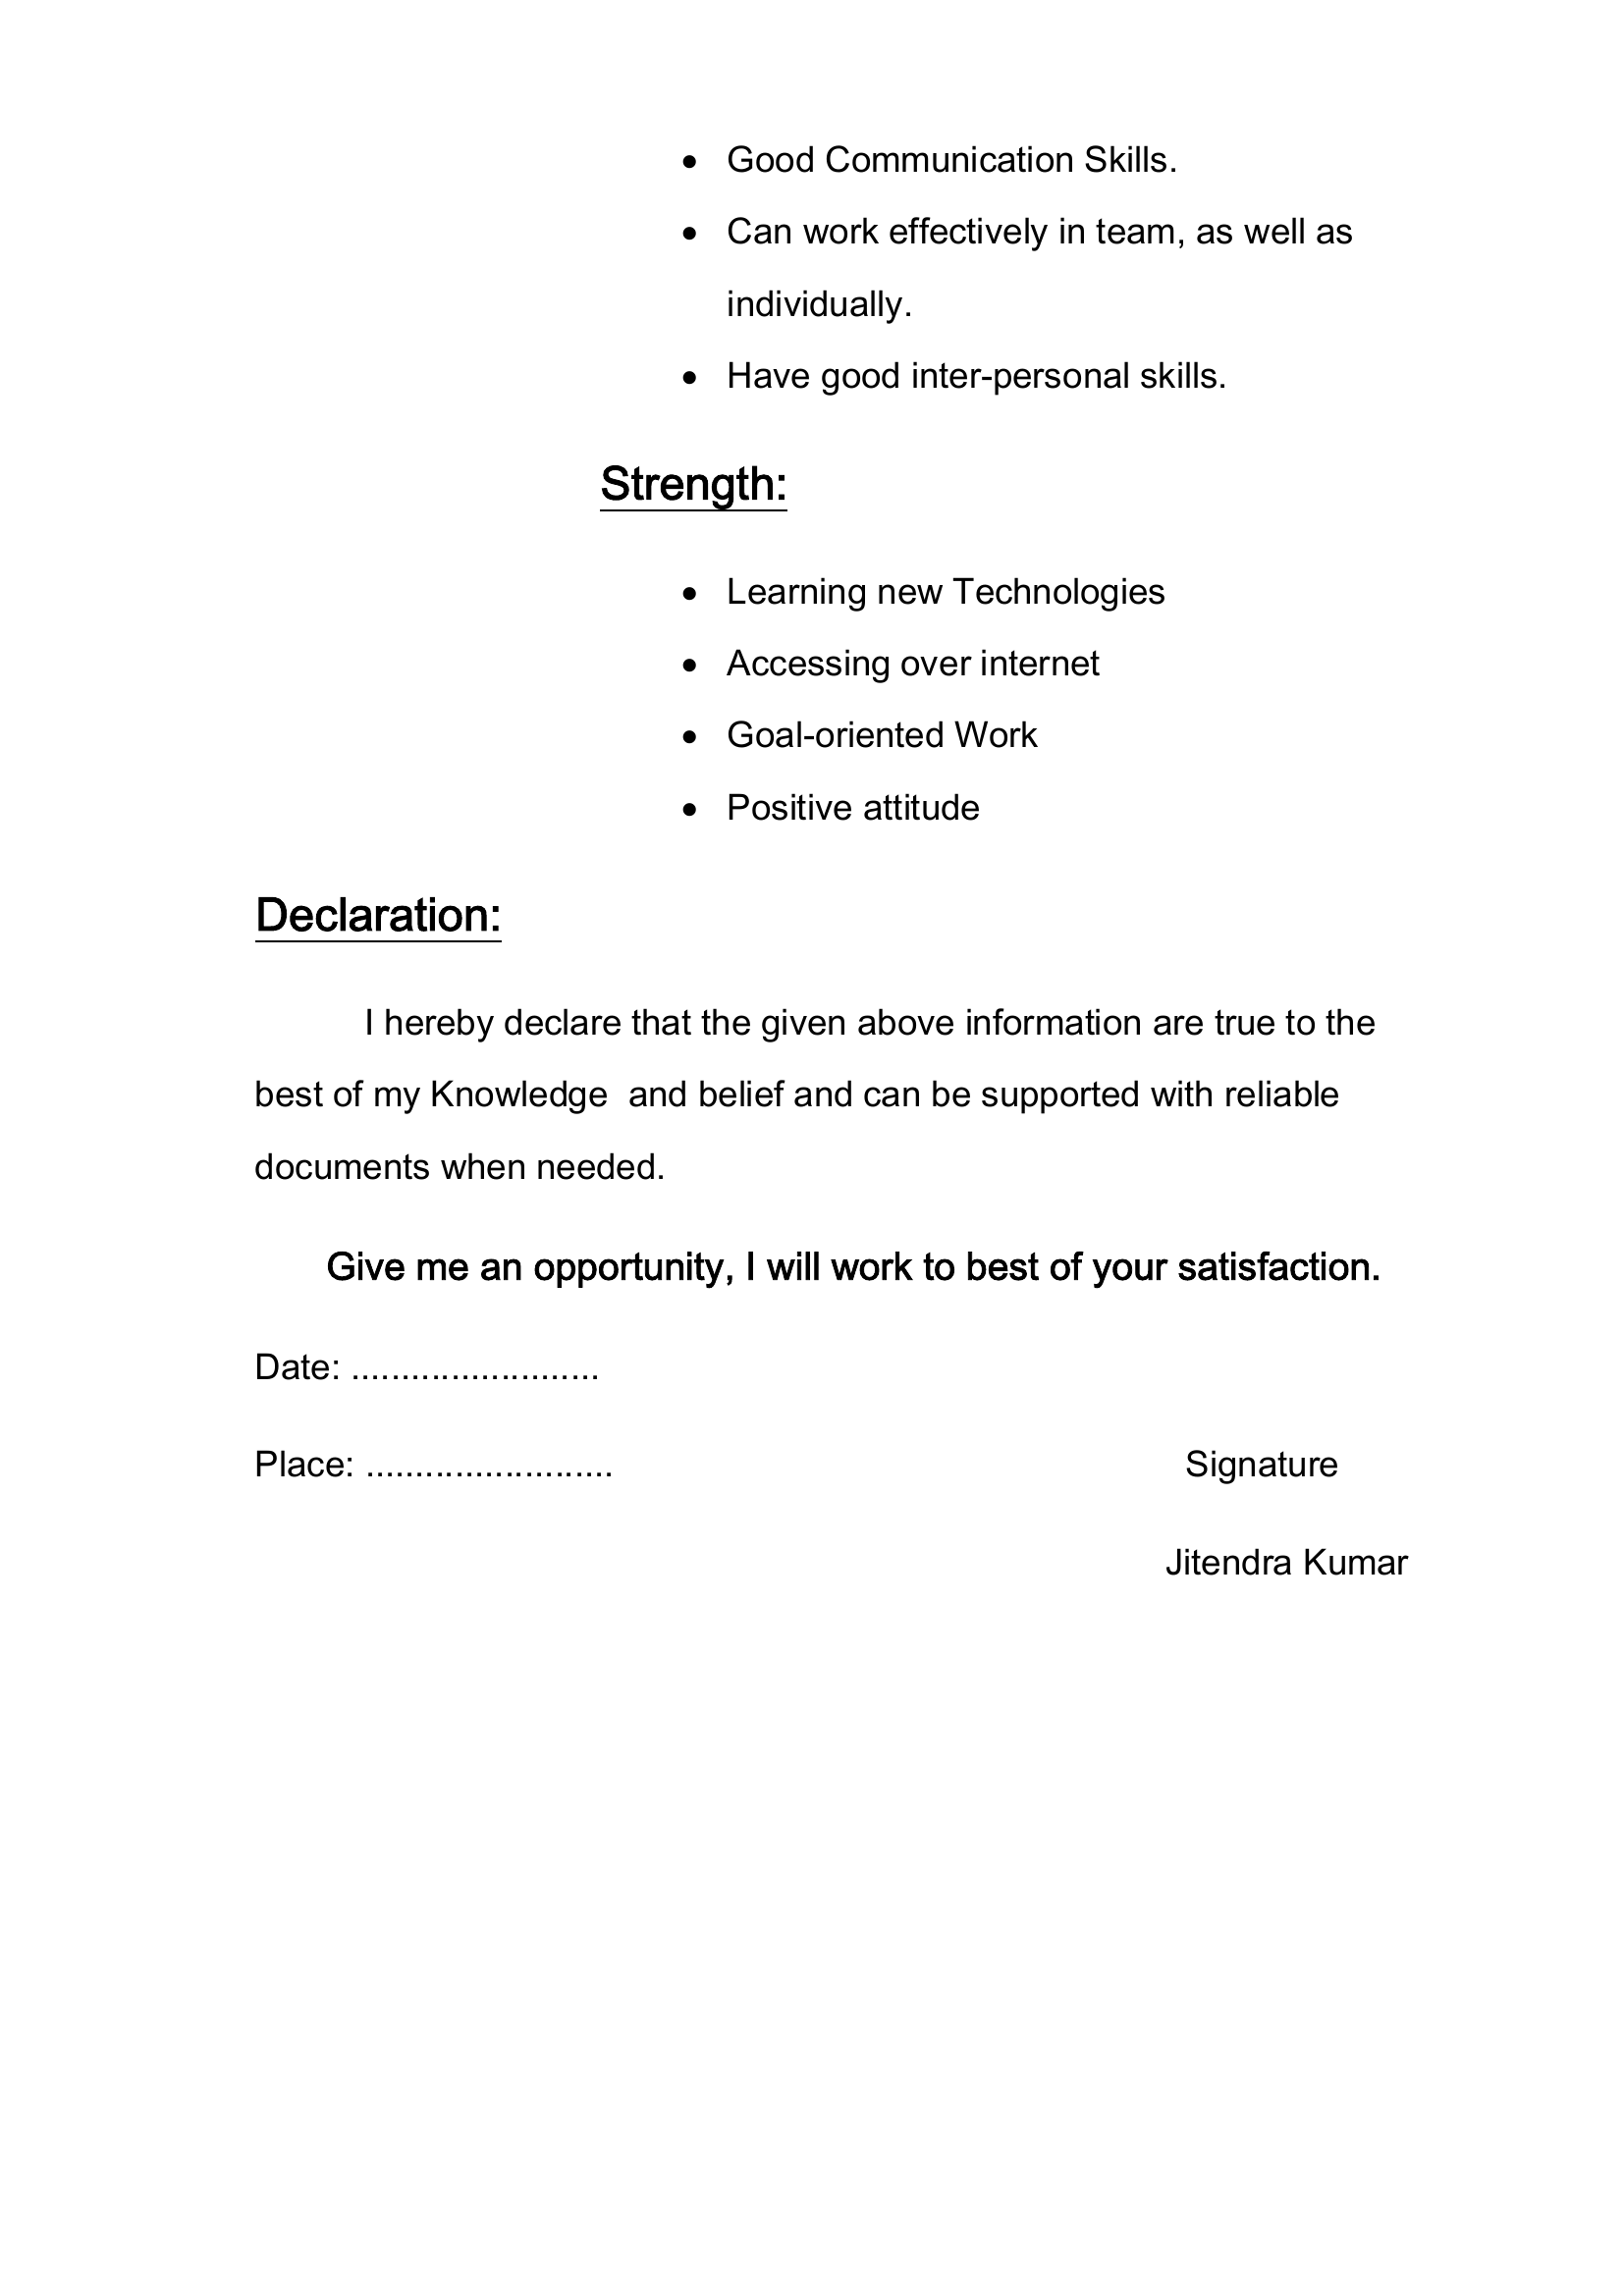 • Good Communication Skills.
• Can work effectively in team, as well as
individually.
• Have good inter-personal skills.
Strength:
• Learning new Technologies
• Accessing over internet
• Goal-oriented Work
• Positive attitude
Declaration:
I hereby declare that the given above information are true to the
best of my Knowledge  and belief and can be supported with reliable
documents when needed.
Give me an opportunity, I will work to best of your satisfaction.
Date: .........................
Place: ......................... Signature
Jitendra Kumar